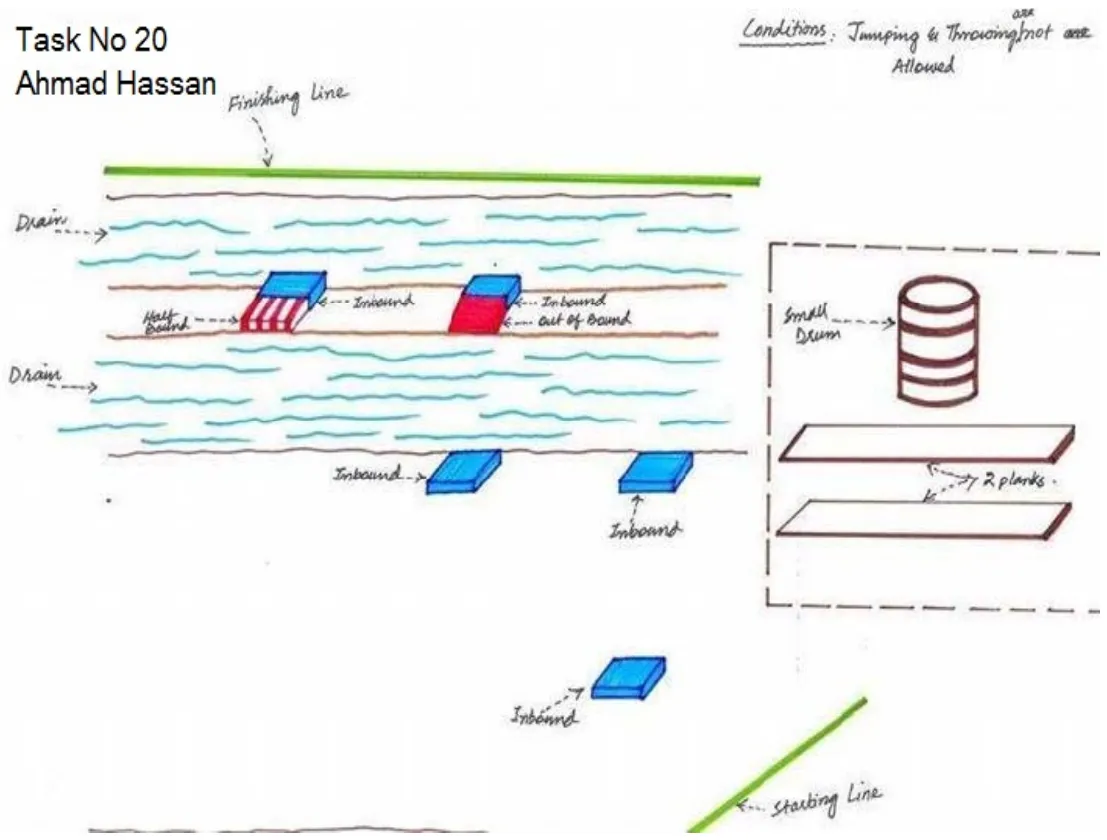 Task No 20
Ahmad Hassan
Conditions: Jumping & Throwing are not
Allowed
Finishing Line
Drain
Inbound
Inbound
Half
Bound
Out of Bound
Small
Drum
Drain
Inbound
2 planks.
Inbound
Inbound
Starting Line